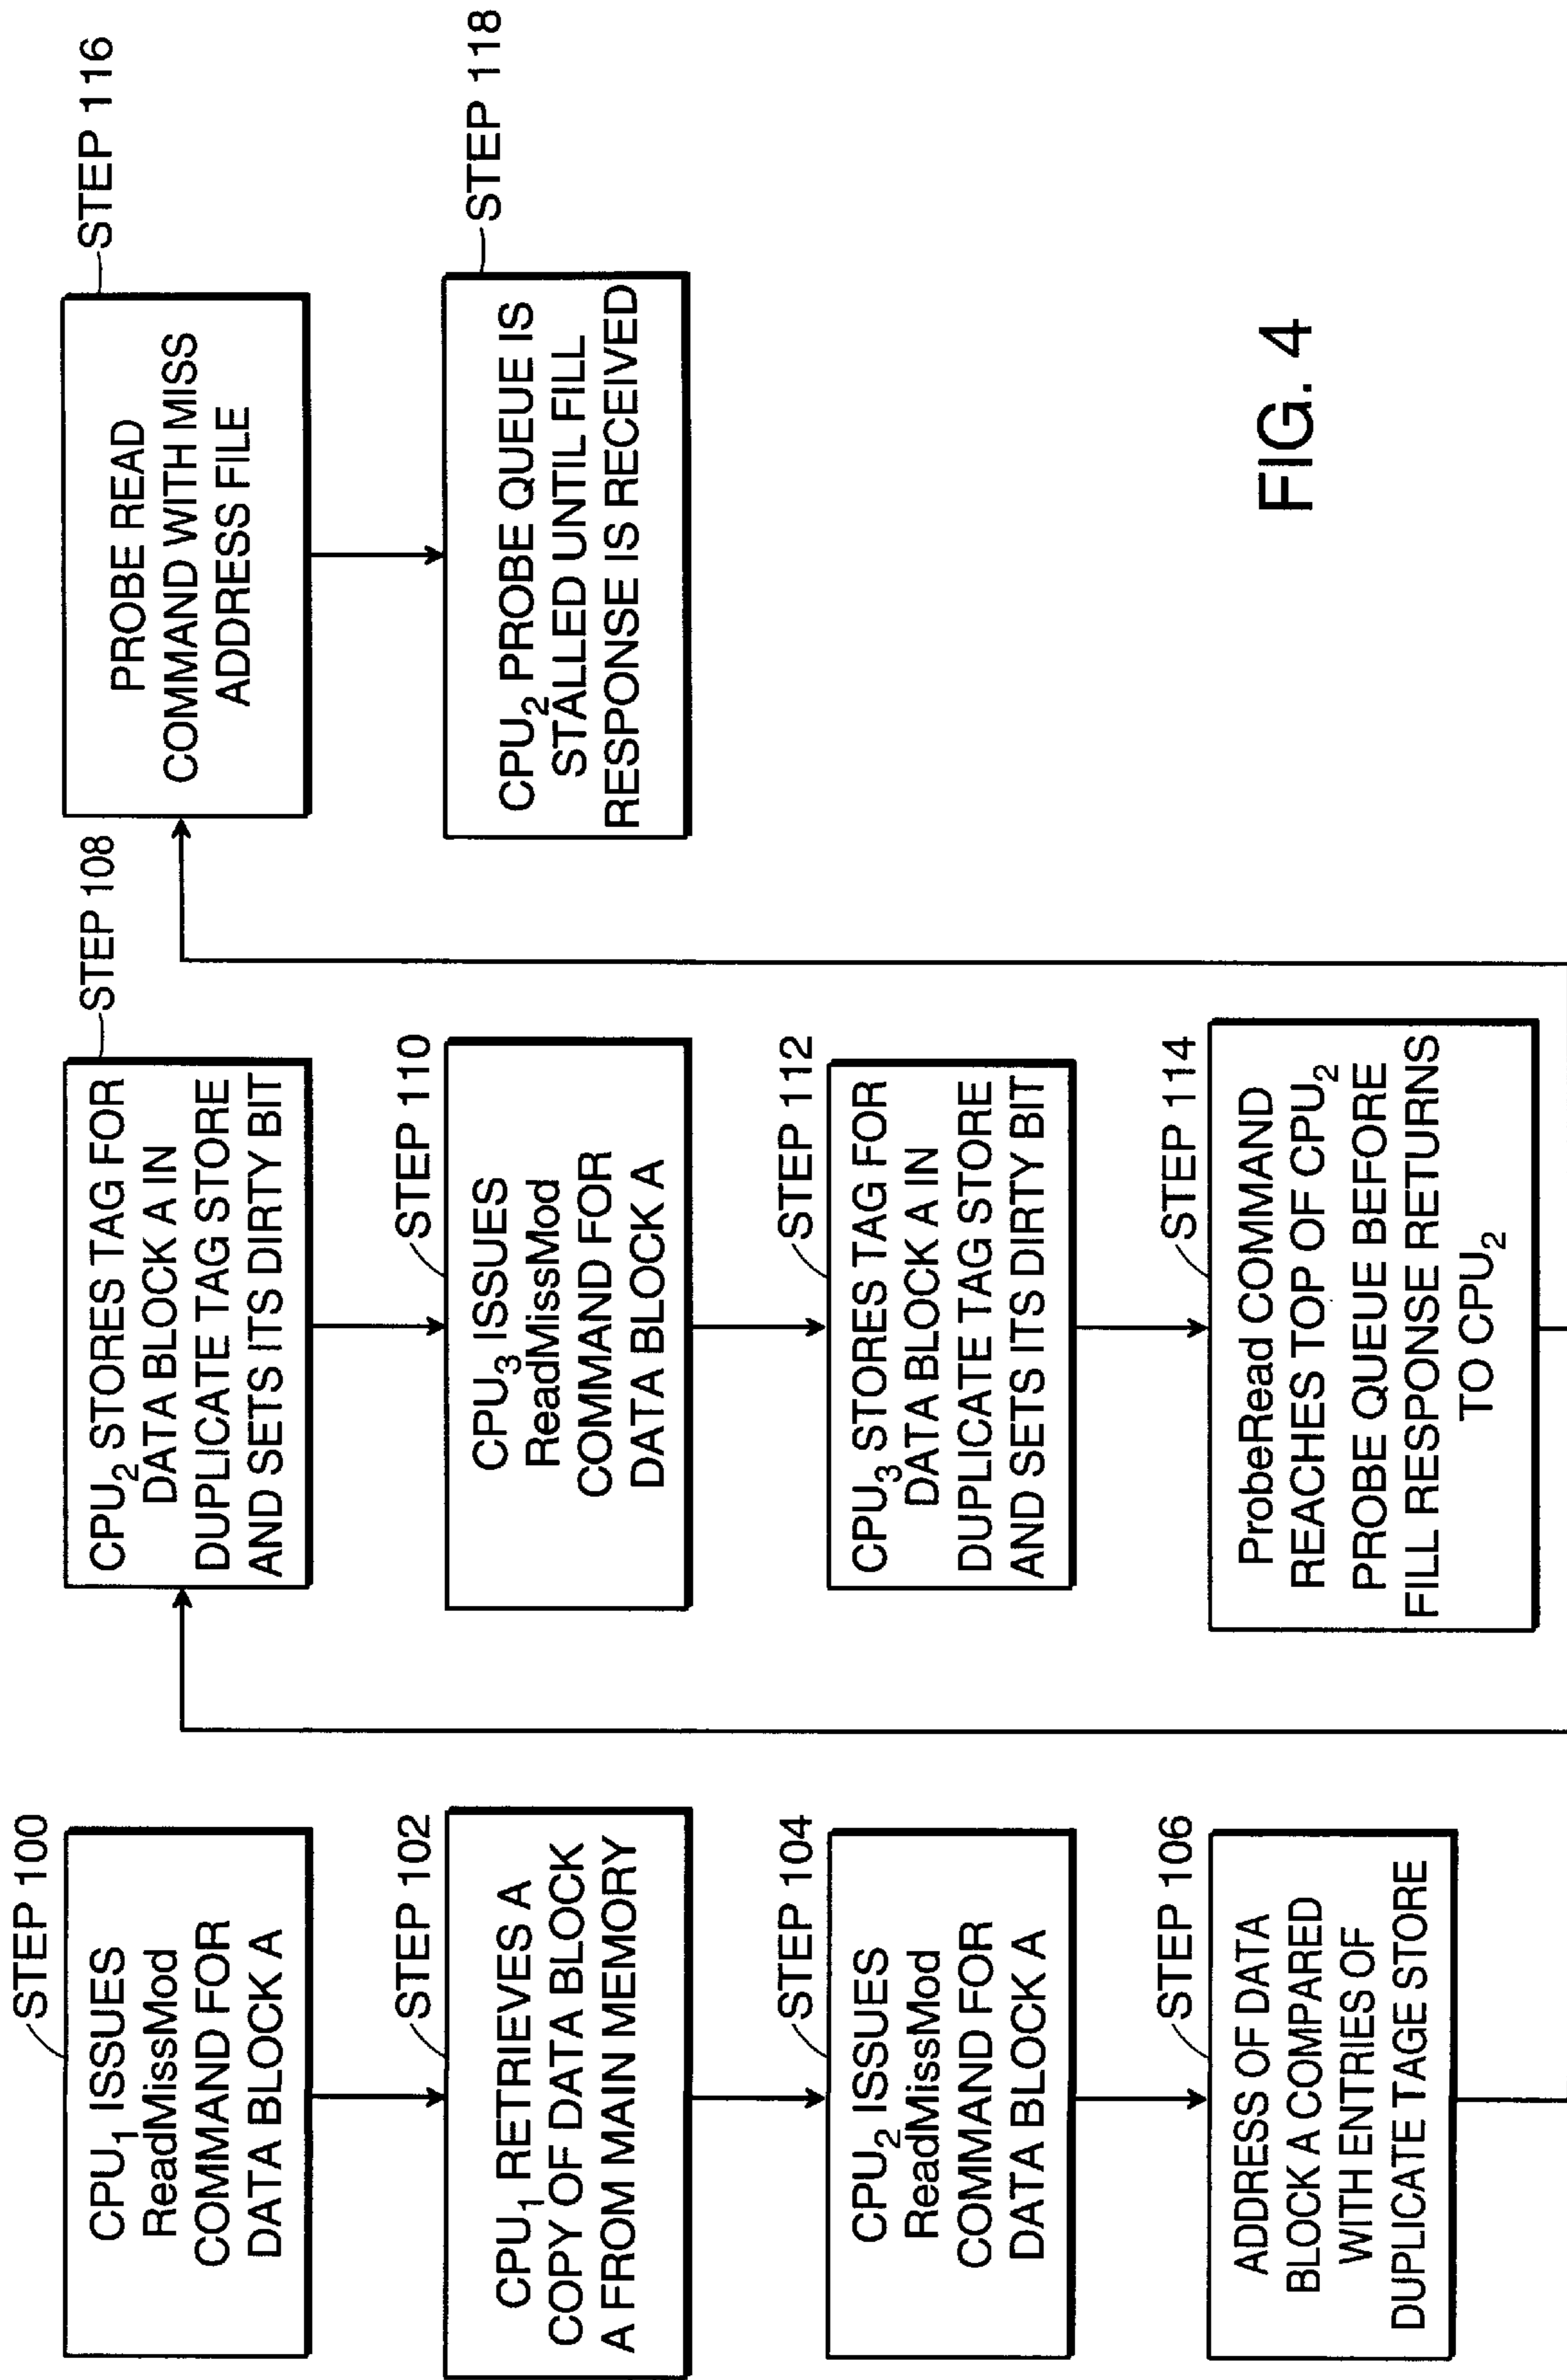 STEP 100
CPU₁ ISSUES
ReadMissMod
COMMAND FOR
DATA BLOCK A
STEP 102
CPU₁ RETRIEVES A
COPY OF DATA BLOCK
A FROM MAIN MEMORY
STEP 104
CPU₂ ISSUES
ReadMissMod
COMMAND FOR
DATA BLOCK A
STEP 106
ADDRESS OF DATA
BLOCK A COMPARED
WITH ENTRIES OF
DUPLICATE TAGE STORE
STEP 108
CPU₂ STORES TAG FOR
DATA BLOCK A IN
DUPLICATE TAG STORE
AND SETS ITS DIRTY BIT
STEP 110
CPU₃ ISSUES
ReadMissMod
COMMAND FOR
DATA BLOCK A
STEP 112
CPU₃ STORES TAG FOR
DATA BLOCK A IN
DUPLICATE TAG STORE
AND SETS ITS DIRTY BIT
STEP 114
ProbeRead COMMAND
REACHES TOP OF CPU₂
PROBE QUEUE BEFORE
FILL RESPONSE RETURNS
TO CPU₂
STEP 116
PROBE READ
COMMAND WITH MISS
ADDRESS FILE
STEP 118
CPU₂ PROBE QUEUE IS
STALLED UNTIL FILL
RESPONSE IS RECEIVED
FIG. 4